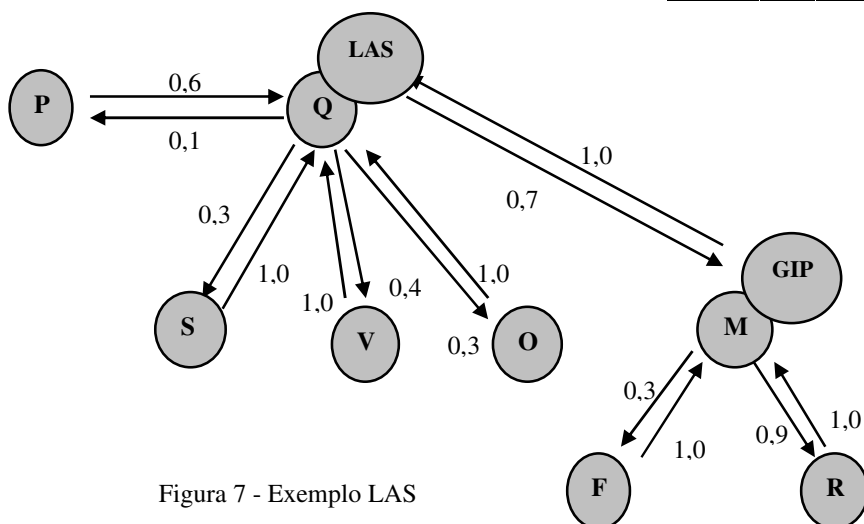 LAS
P
0,6
Q
0,1
1,0
0,7
0,3
GIP
1,0
1,0
0,4
1,0
S
V
0,3
O
M
0,3
0,9
1,0
1,0
F
R
Figura 7 - Exemplo LAS